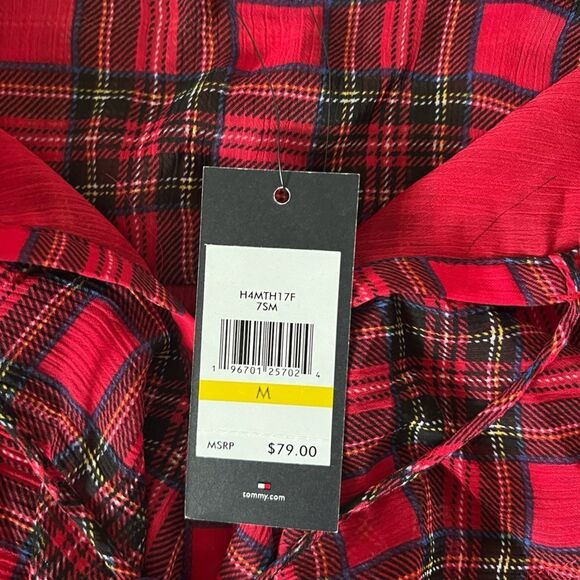 H4MTH17F
7SM
1 96701 25702 4
M
MSRP $79.00
tommy.com